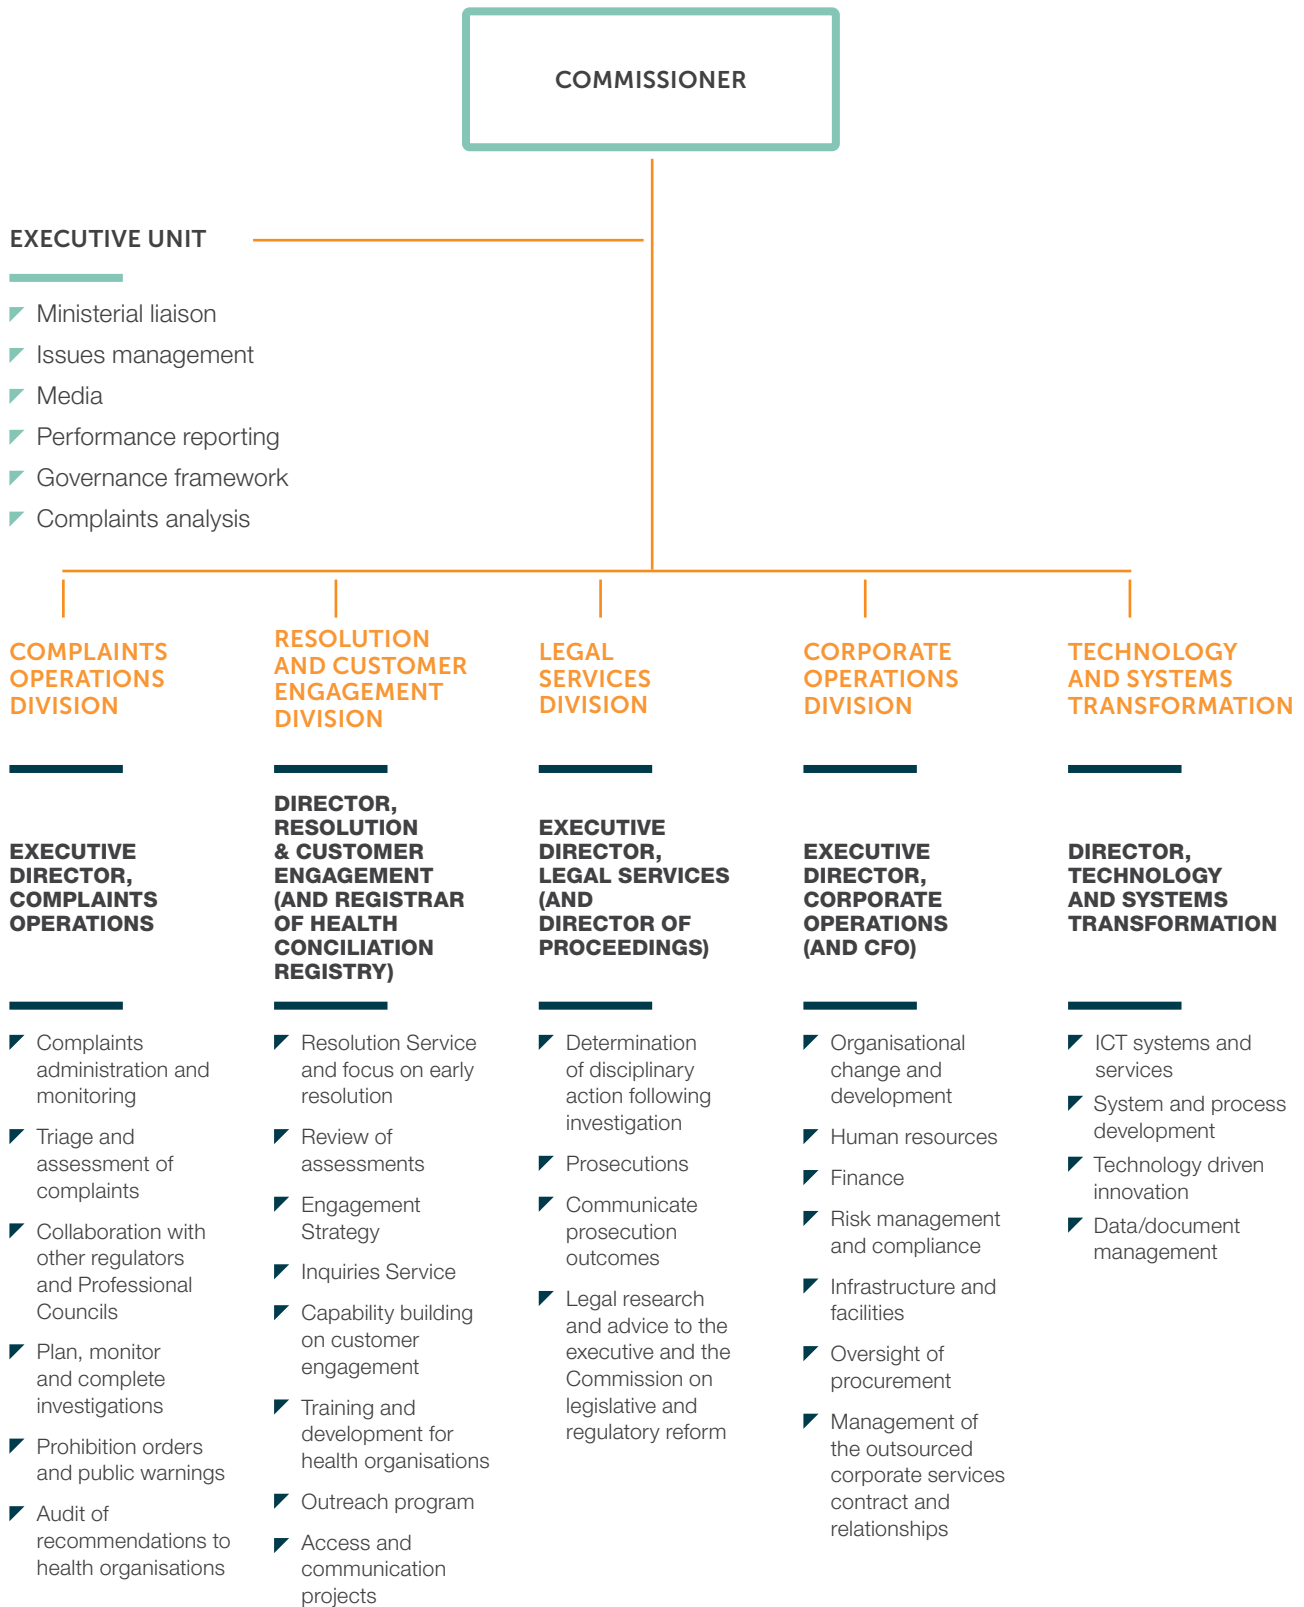 COMMISSIONER
EXECUTIVE UNIT
Ministerial liaison
Issues management
Media
Performance reporting
Governance framework
Complaints analysis
COMPLAINTS
OPERATIONS
DIVISION
EXECUTIVE
DIRECTOR,
COMPLAINTS
OPERATIONS
Complaints
administration and
monitoring
Triage and
assessment of
complaints
Collaboration with
other regulators
and Professional
Councils
Plan, monitor
and complete
investigations
Prohibition orders
and public warnings
Audit of
recommendations to
health organisations
RESOLUTION
AND CUSTOMER
ENGAGEMENT
DIVISION
DIRECTOR,
RESOLUTION
& CUSTOMER
ENGAGEMENT
(AND REGISTRAR
OF HEALTH
CONCILIATION
REGISTRY)
Resolution Service
and focus on early
resolution
Review of
assessments
Engagement
Strategy
Inquiries Service
Capability building
on customer
engagement
Training and
development for
health organisations
Outreach program
Access and
communication
projects
LEGAL
SERVICES
DIVISION
EXECUTIVE
DIRECTOR,
LEGAL SERVICES
(AND
DIRECTOR OF
PROCEEDINGS)
Determination
of disciplinary
action following
investigation
Prosecutions
Communicate
prosecution
outcomes
Legal research
and advice to the
executive and the
Commission on
legislative and
regulatory reform
CORPORATE
OPERATIONS
DIVISION
EXECUTIVE
DIRECTOR,
CORPORATE
OPERATIONS
(AND CFO)
Organisational
change and
development
Human resources
Finance
Risk management
and compliance
Infrastructure and
facilities
Oversight of
procurement
Management of
the outsourced
corporate services
contract and
relationships
TECHNOLOGY
AND SYSTEMS
TRANSFORMATION
DIRECTOR,
TECHNOLOGY
AND SYSTEMS
TRANSFORMATION
ICT systems and
services
System and process
development
Technology driven
innovation
Data/document
management